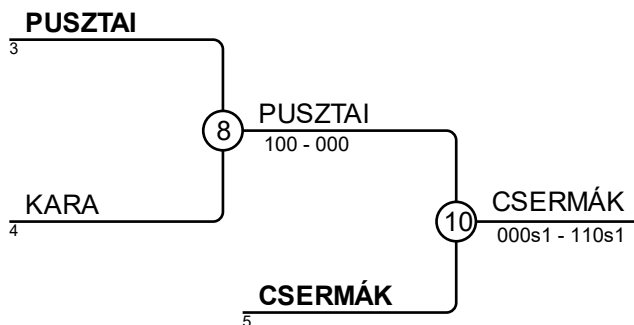 PUSZTAI
3
8
PUSZTAI
100 - 000
KARA
4
10
CSERMÁK
000s1 - 110s1
CSERMÁK
5